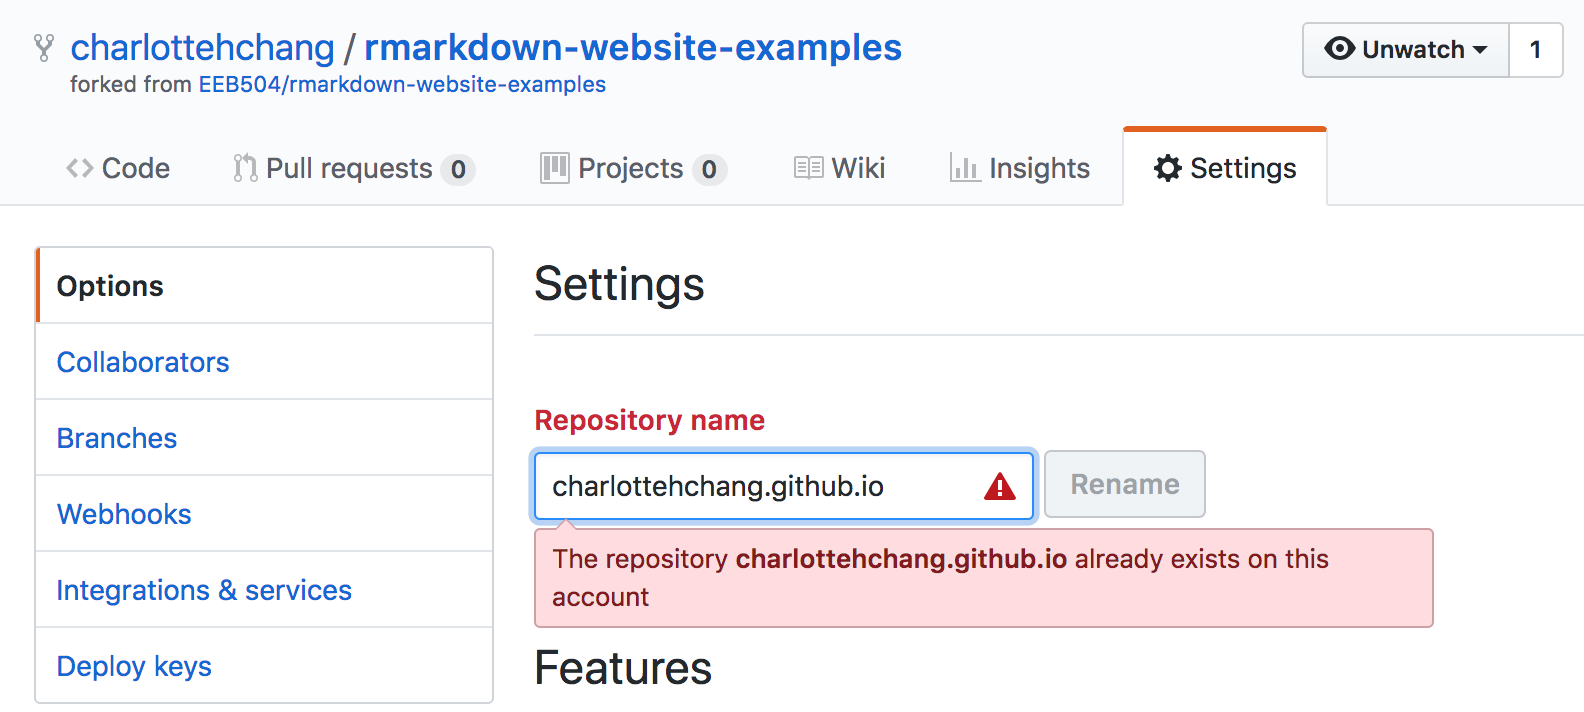 charlottehchang / rmarkdown-website-examples
Unwatch 1
forked from EEB504/rmarkdown-website-examples
Code Pull requests 0 Projects 0 Wiki Insights Settings
Options
Collaborators
Branches
Webhooks
Integrations & services
Deploy keys
Settings
Repository name
charlottehchang.github.io
Rename
The repository charlottehchang.github.io already exists on this
account
Features